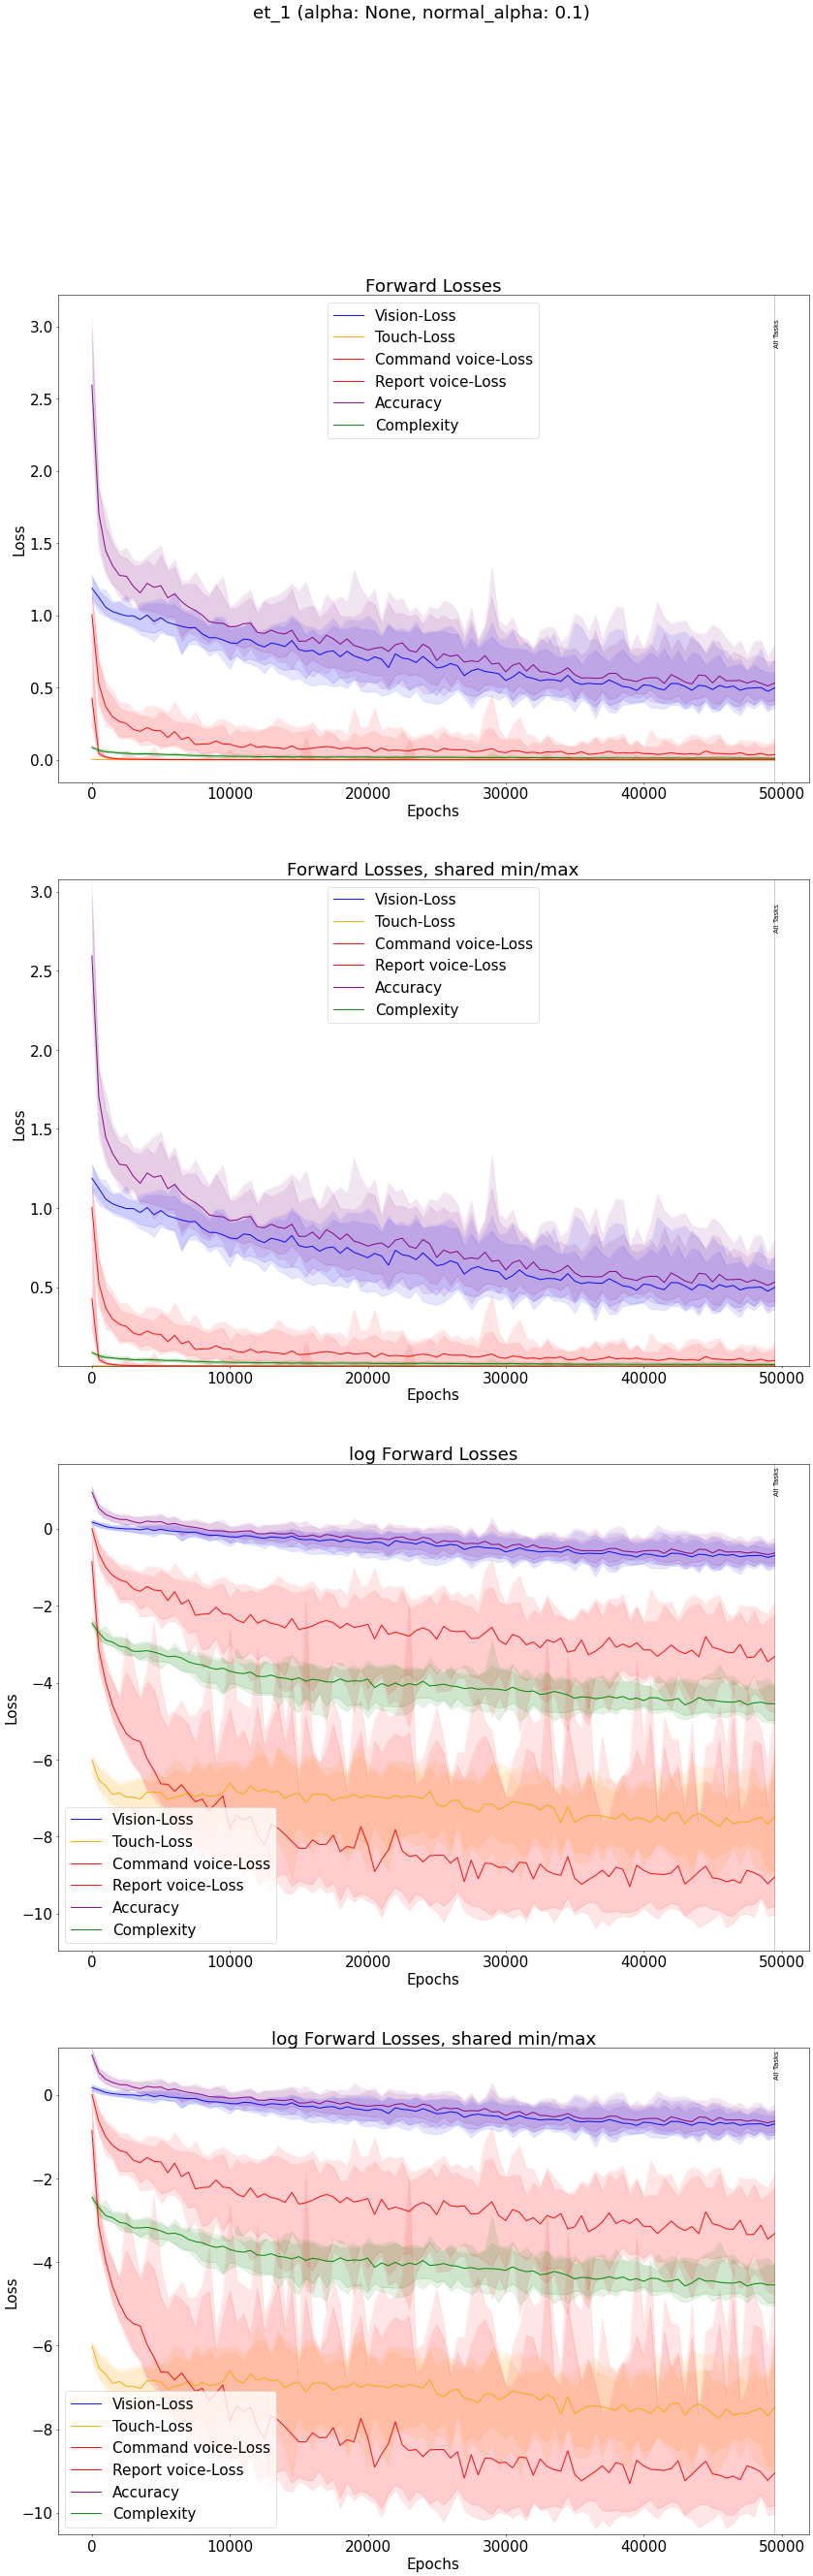 et_1 (alpha: None, normal_alpha: 0.1)
Forward Losses
Vision-Loss
Touch-Loss
Command voice-Loss
Report voice-Loss
Accuracy
Complexity
All Tasks
3.0
2.5
2.0
1.5
1.0
0.5
0.0
Loss
0 10000 20000 30000 40000 50000
Epochs
Forward Losses, shared min/max
Vision-Loss
Touch-Loss
Command voice-Loss
Report voice-Loss
Accuracy
Complexity
All Tasks
3.0
2.5
2.0
1.5
1.0
0.5
Loss
0 10000 20000 30000 40000 50000
Epochs
log Forward Losses
All Tasks
0
−2
−4
−6
−8
−10
Loss
Vision-Loss
Touch-Loss
Command voice-Loss
Report voice-Loss
Accuracy
Complexity
0 10000 20000 30000 40000 50000
Epochs
log Forward Losses, shared min/max
All Tasks
0
−2
−4
−6
−8
−10
Loss
Vision-Loss
Touch-Loss
Command voice-Loss
Report voice-Loss
Accuracy
Complexity
0 10000 20000 30000 40000 50000
Epochs